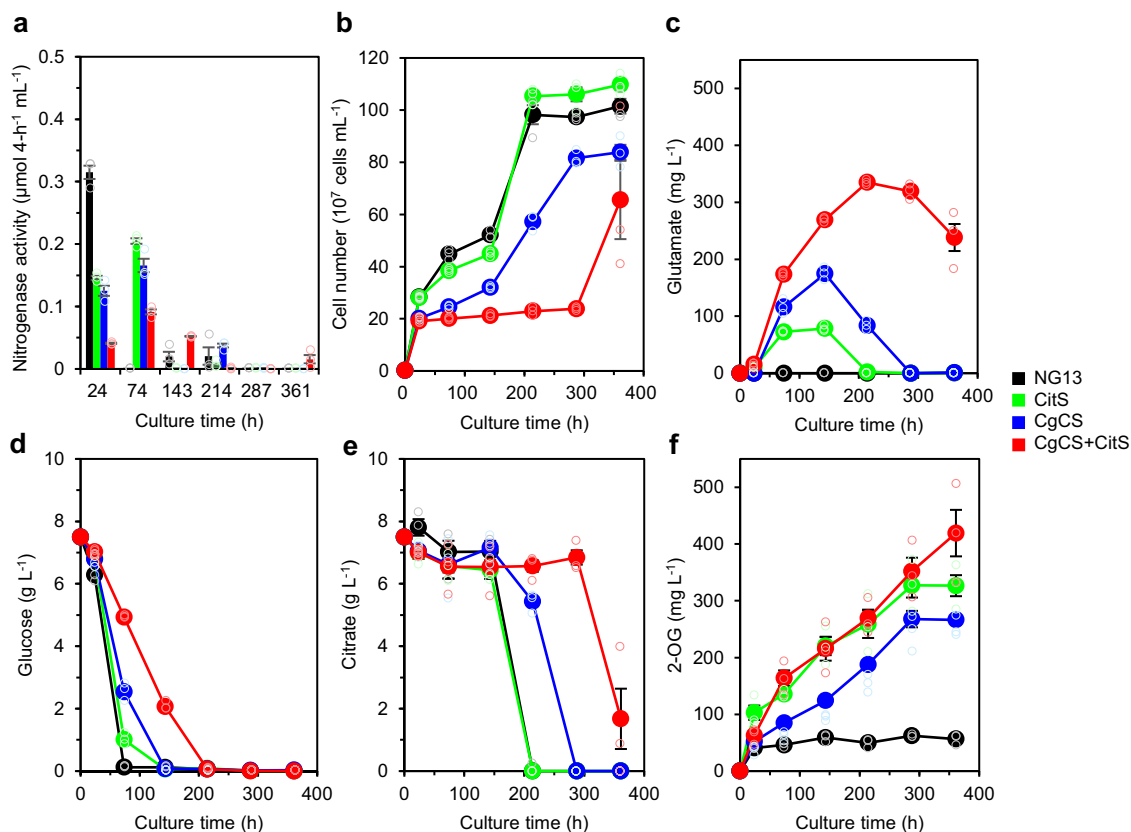 a
Nitrogenase activity (µmol 4-h⁻¹ mL⁻¹)
0.5
0.4
0.3
0.2
0.1
0
24 74 143 214 287 361
Culture time (h)
b
Cell number (10⁷ cells mL⁻¹)
120
100
80
60
40
20
0
0 100 200 300 400
Culture time (h)
c
Glutamate (mg L⁻¹)
500
400
300
200
100
0
0 100 200 300 400
Culture time (h)
NG13
CitS
CgCS
CgCS+CitS
d
Glucose (g L⁻¹)
10
8
6
4
2
0
0 100 200 300 400
Culture time (h)
e
Citrate (g L⁻¹)
10
8
6
4
2
0
0 100 200 300 400
Culture time (h)
f
2-OG (mg L⁻¹)
500
400
300
200
100
0
0 100 200 300 400
Culture time (h)